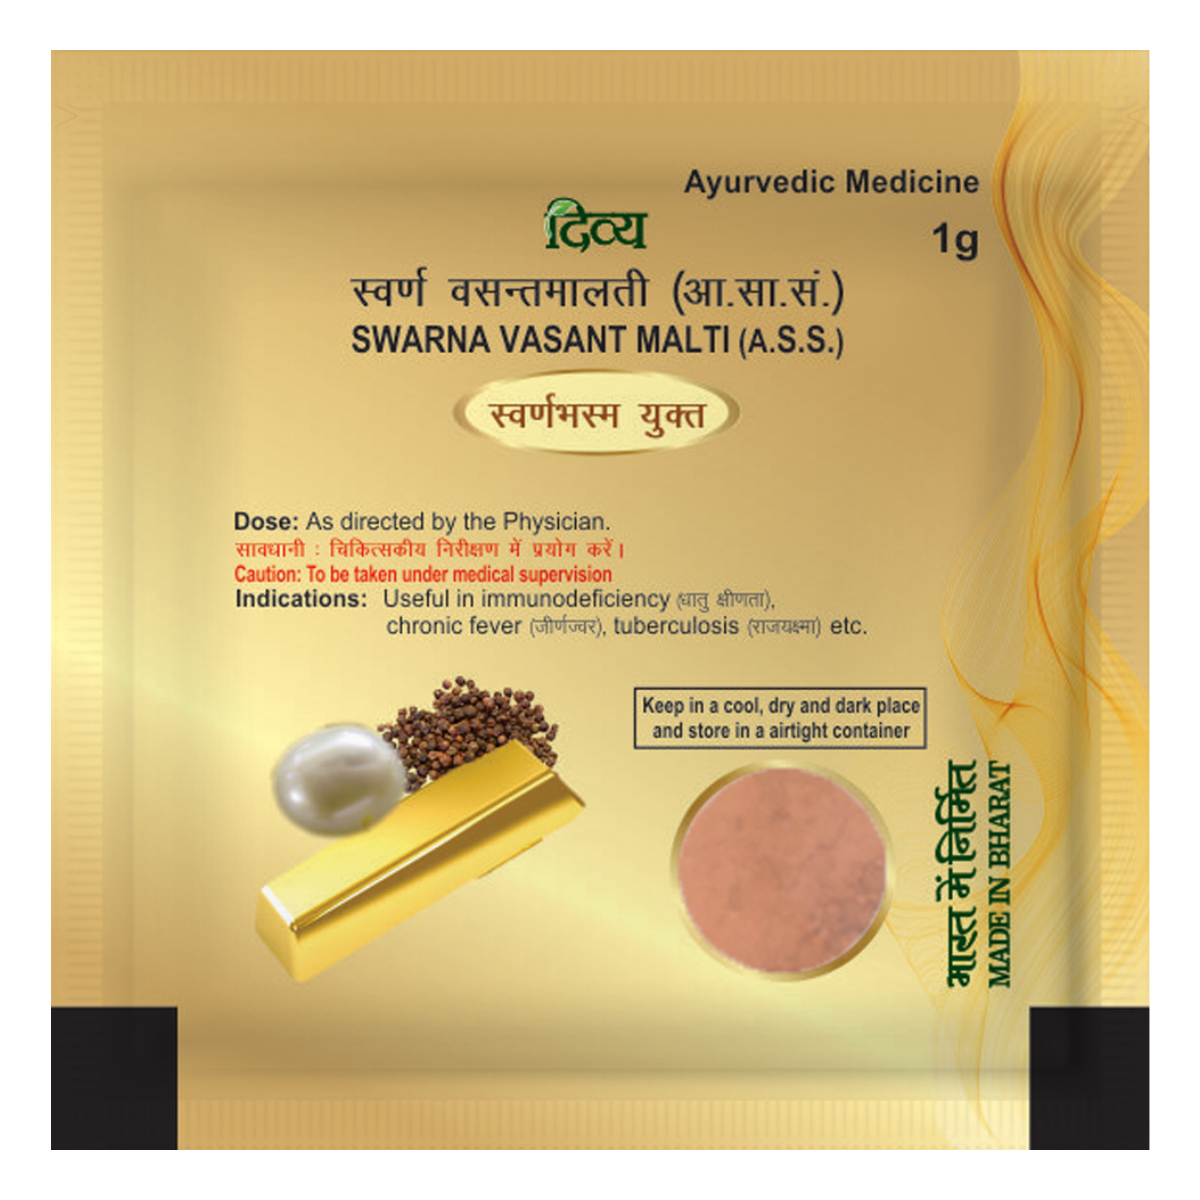 Ayurvedic Medicine
1g
दिव्य
स्वर्ण वसन्तमालती (आ.सा.सं.)
SWARNA VASANT MALTI (A.S.S.)
स्वर्णभस्म युक्त
Dose: As directed by the Physician.
सावधानी : चिकित्सकीय निरीक्षण में प्रयोग करें।
Caution: To be taken under medical supervision
Indications: Useful in immunodeficiency (धातु क्षीणता),
chronic fever (जीर्णज्वर), tuberculosis (राजयक्ष्मा) etc.
Keep in a cool, dry and dark place
and store in a airtight container
भारत में निर्मित
MADE IN BHARAT